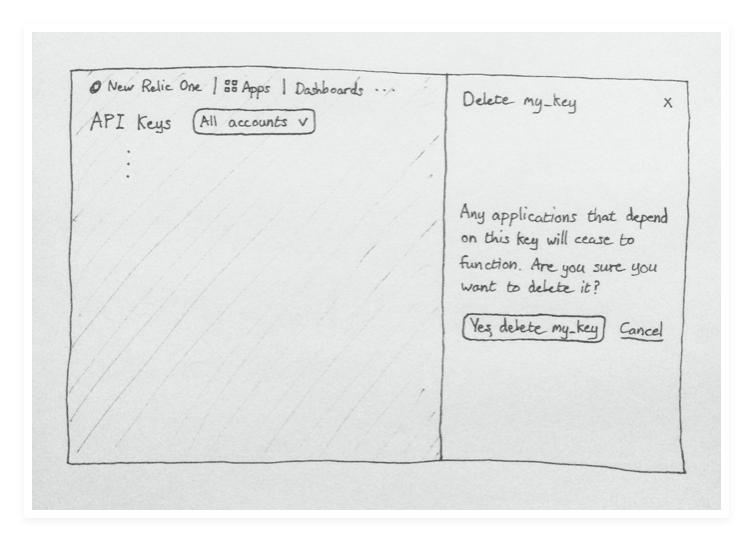 New Relic One | Apps | Dashboards ...
API Keys All accounts v
Delete my_key x
Any applications that depend
on this key will cease to
function. Are you sure you
want to delete it?
Yes, delete my_key Cancel